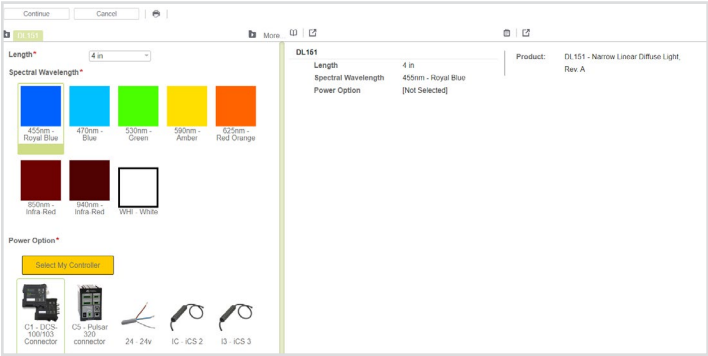 Continue
Cancel
DL151
More
Length*
4 in
Spectral Wavelength*
455nm -
Royal Blue
470nm -
Blue
530nm -
Green
590nm -
Amber
625nm -
Red Orange
850nm -
Infra Red
940nm -
Infra Red
WHI - White
Power Option*
Select My Controller
C1 - DCS-
100/103
Connector
C5 - Pulsar
320
connector
24 - 24v
IC - iCS 2
I3 - iCS 3
DL151
Length 4 in
Spectral Wavelength 455nm - Royal Blue
Power Option [Not Selected]
Product: DL151 - Narrow Linear Diffuse Light,
Rev. A